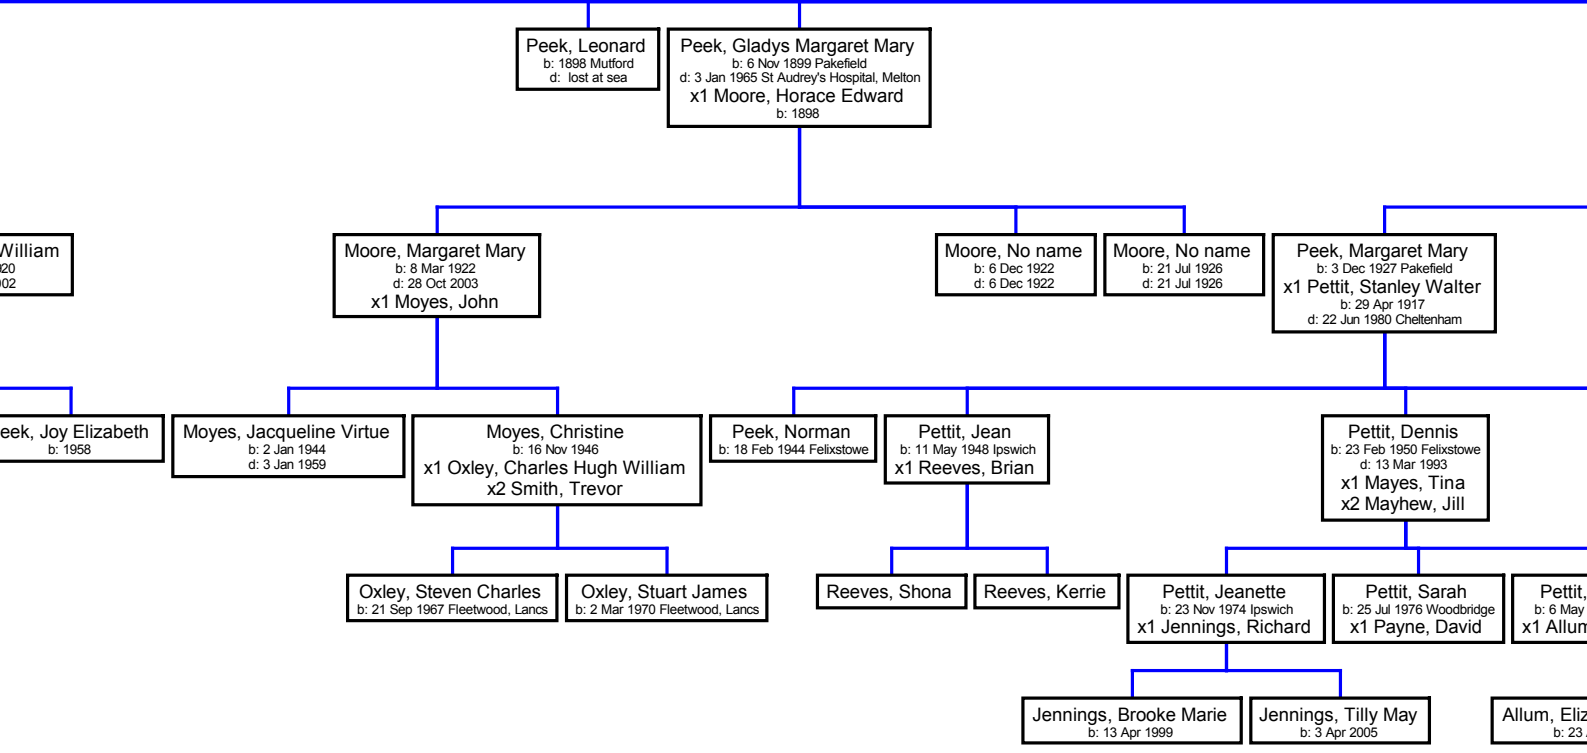 Peek, Leonard
b: 1898 Mutford
d:  lost at sea
Peek, Gladys Margaret Mary
b: 6 Nov 1899 Pakefield
d: 3 Jan 1965 St Audrey's Hospital, Melton
x1 Moore, Horace Edward
b: 1898
William
20
02
Moore, Margaret Mary
b: 8 Mar 1922
d: 28 Oct 2003
x1 Moyes, John
Moore, No name
b: 6 Dec 1922
d: 6 Dec 1922
Moore, No name
b: 21 Jul 1926
d: 21 Jul 1926
Peek, Margaret Mary
b: 3 Dec 1927 Pakefield
x1 Pettit, Stanley Walter
b: 29 Apr 1917
d: 22 Jun 1980 Cheltenham
eek, Joy Elizabeth
b: 1958
Moyes, Jacqueline Virtue
b: 2 Jan 1944
d: 3 Jan 1959
Moyes, Christine
b: 16 Nov 1946
x1 Oxley, Charles Hugh William
x2 Smith, Trevor
Peek, Norman
b: 18 Feb 1944 Felixstowe
Pettit, Jean
b: 11 May 1948 Ipswich
x1 Reeves, Brian
Pettit, Dennis
b: 23 Feb 1950 Felixstowe
d: 13 Mar 1993
x1 Mayes, Tina
x2 Mayhew, Jill
Oxley, Steven Charles
b: 21 Sep 1967 Fleetwood, Lancs
Oxley, Stuart James
b: 2 Mar 1970 Fleetwood, Lancs
Reeves, Shona
Reeves, Kerrie
Pettit, Jeanette
b: 23 Nov 1974 Ipswich
x1 Jennings, Richard
Pettit, Sarah
b: 25 Jul 1976 Woodbridge
x1 Payne, David
Pettit,
b: 6 May
x1 Allum
Jennings, Brooke Marie
b: 13 Apr 1999
Jennings, Tilly May
b: 3 Apr 2005
Allum, Eliz
b: 23